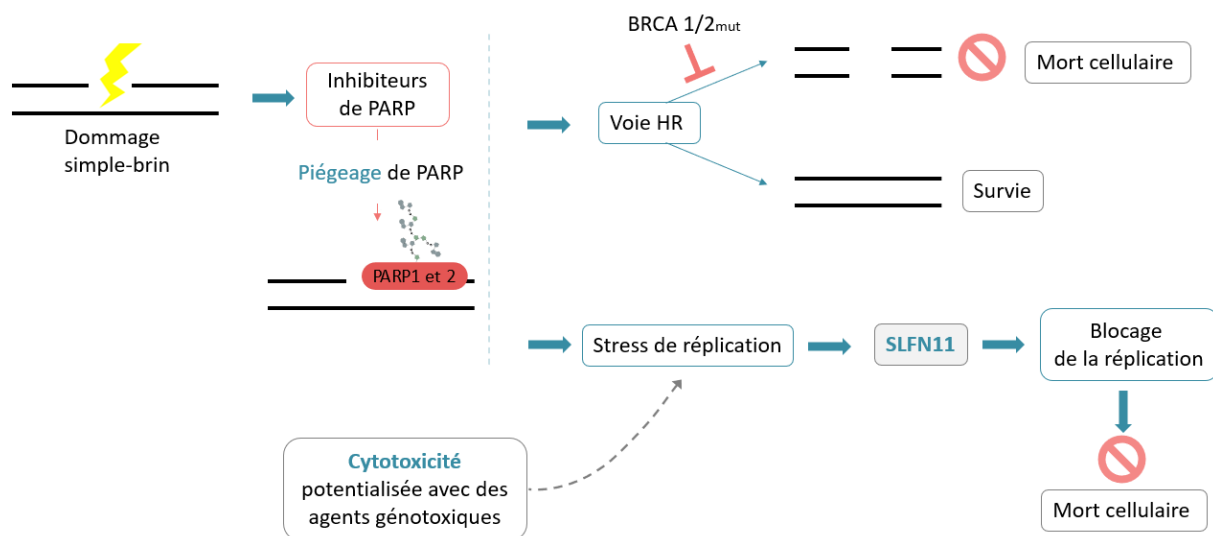 Dommage
simple-brin
Inhibiteurs
de PARP
Piégeage de PARP
PARP1 et 2
BRCA 1/2mut
Voie HR
Mort cellulaire
Survie
Stress de réplication
SLFN11
Blocage
de la réplication
Mort cellulaire
Cytotoxicité
potentialisée avec des
agents génotoxiques